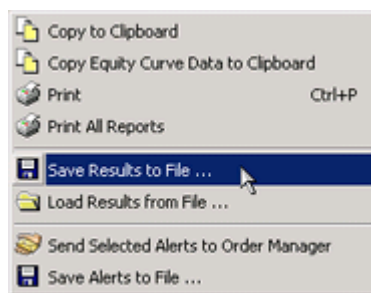 Copy to Clipboard
Copy Equity Curve Data to Clipboard
Print Ctrl+P
Print All Reports
Save Results to File ...
Load Results from File ...
Send Selected Alerts to Order Manager
Save Alerts to File ...